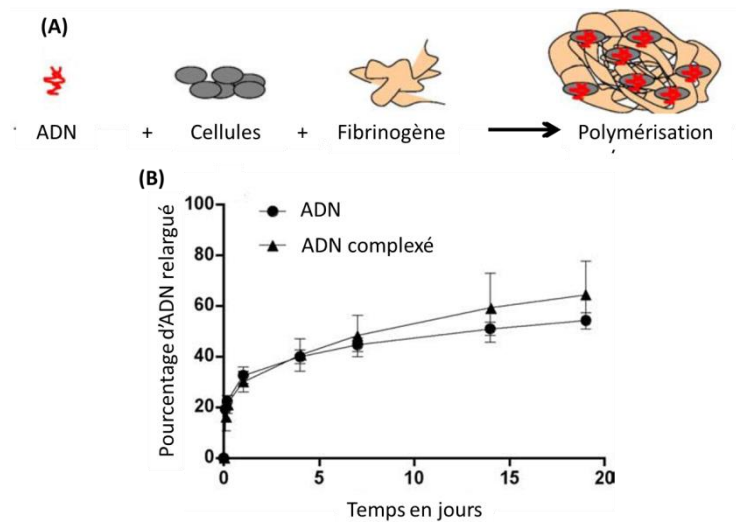 (A)
ADN + Cellules + Fibrinogène Polymérisation
(B)
Pourcentage d'ADN relargué
100
80
60
40
20
0
ADN
ADN complexé
0 5 10 15 20
Temps en jours